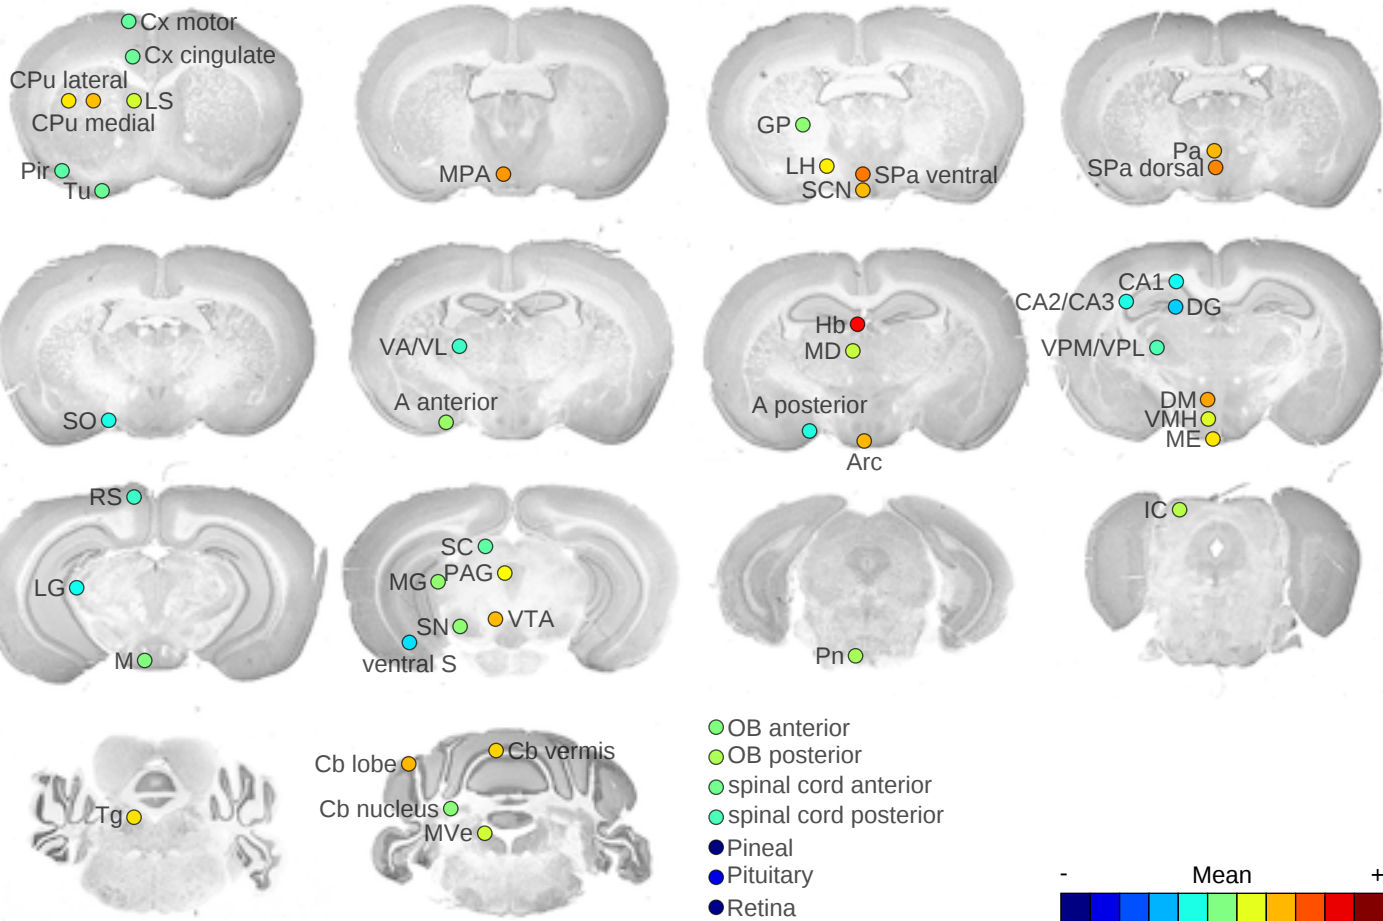 Cx motor
Cx cingulate
CPu lateral
LS
CPu medial
Pir
Tu
MPA
GP
LH
SPa ventral
SCN
Pa
SPa dorsal
SO
VA/VL
A anterior
Hb
MD
A posterior
Arc
CA1
CA2/CA3
DG
VPM/VPL
DM
VMH
ME
RS
LG
M
SC
MG
PAG
SN
VTA
ventral S
Pn
IC
Tg
Cb lobe
Cb vermis
Cb nucleus
MVe
OB anterior
OB posterior
spinal cord anterior
spinal cord posterior
Pineal
Pituitary
Retina
- Mean +